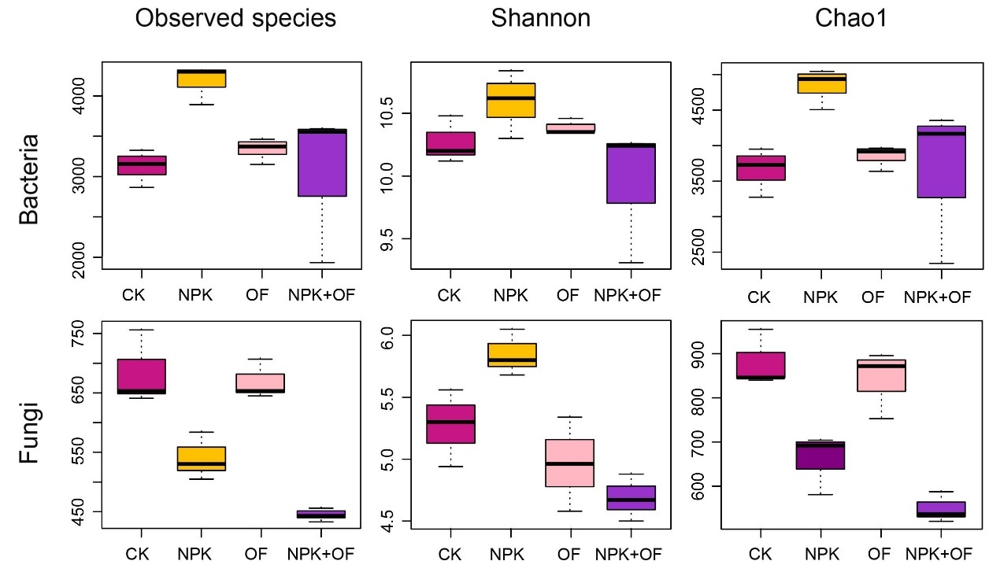 Observed species Shannon Chao1
Bacteria
4000
3000
2000
CK NPK OF NPK+OF
10.5
10.0
9.5
CK NPK OF NPK+OF
4500
3500
2500
CK NPK OF NPK+OF
Fungi
750
650
550
450
CK NPK OF NPK+OF
6.0
5.5
5.0
4.5
CK NPK OF NPK+OF
900
800
700
600
CK NPK OF NPK+OF